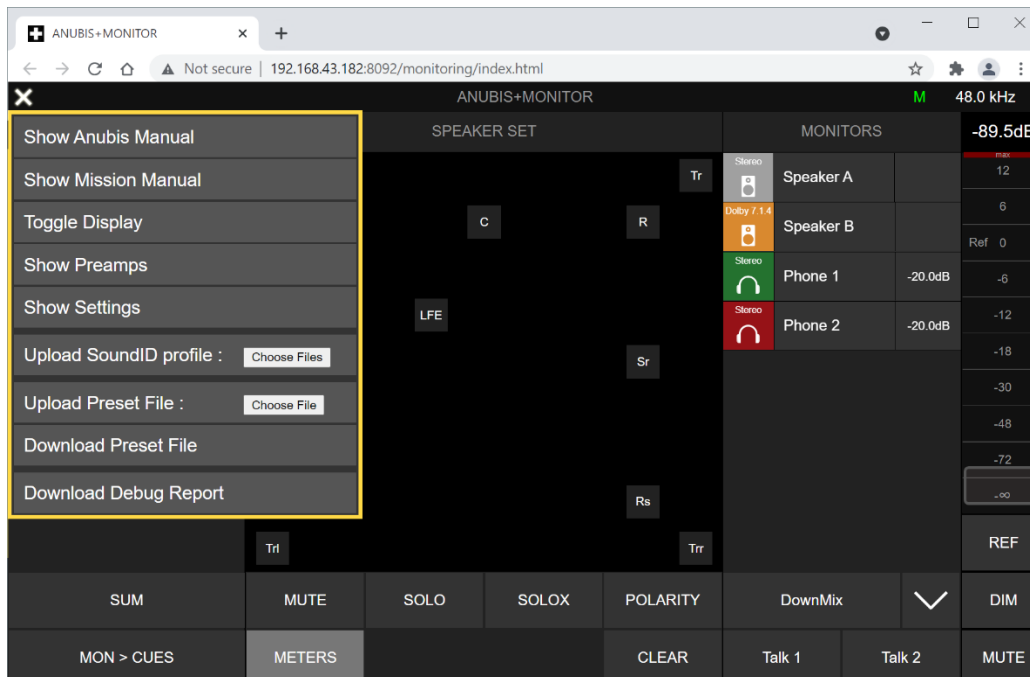 ANUBIS+MONITOR
Not secure | 192.168.43.182:8092/monitoring/index.html
ANUBIS+MONITOR M 48.0 kHz
Show Anubis Manual
Show Mission Manual
Toggle Display
Show Preamps
Show Settings
Upload SoundID profile : Choose Files
Upload Preset File : Choose File
Download Preset File
Download Debug Report
SPEAKER SET
Tr
C R
LFE
Sr
Rs
Trl Trr
MONITORS
Stereo Speaker A
Dolby 7.1.4 Speaker B
Stereo Phone 1 -20.0dB
Stereo Phone 2 -20.0dB
-89.5dB
max
12
6
Ref 0
-6
-12
-18
-30
-48
-72
-∞
REF
SUM MUTE SOLO SOLOX POLARITY DownMix DIM
MON > CUES METERS CLEAR Talk 1 Talk 2 MUTE